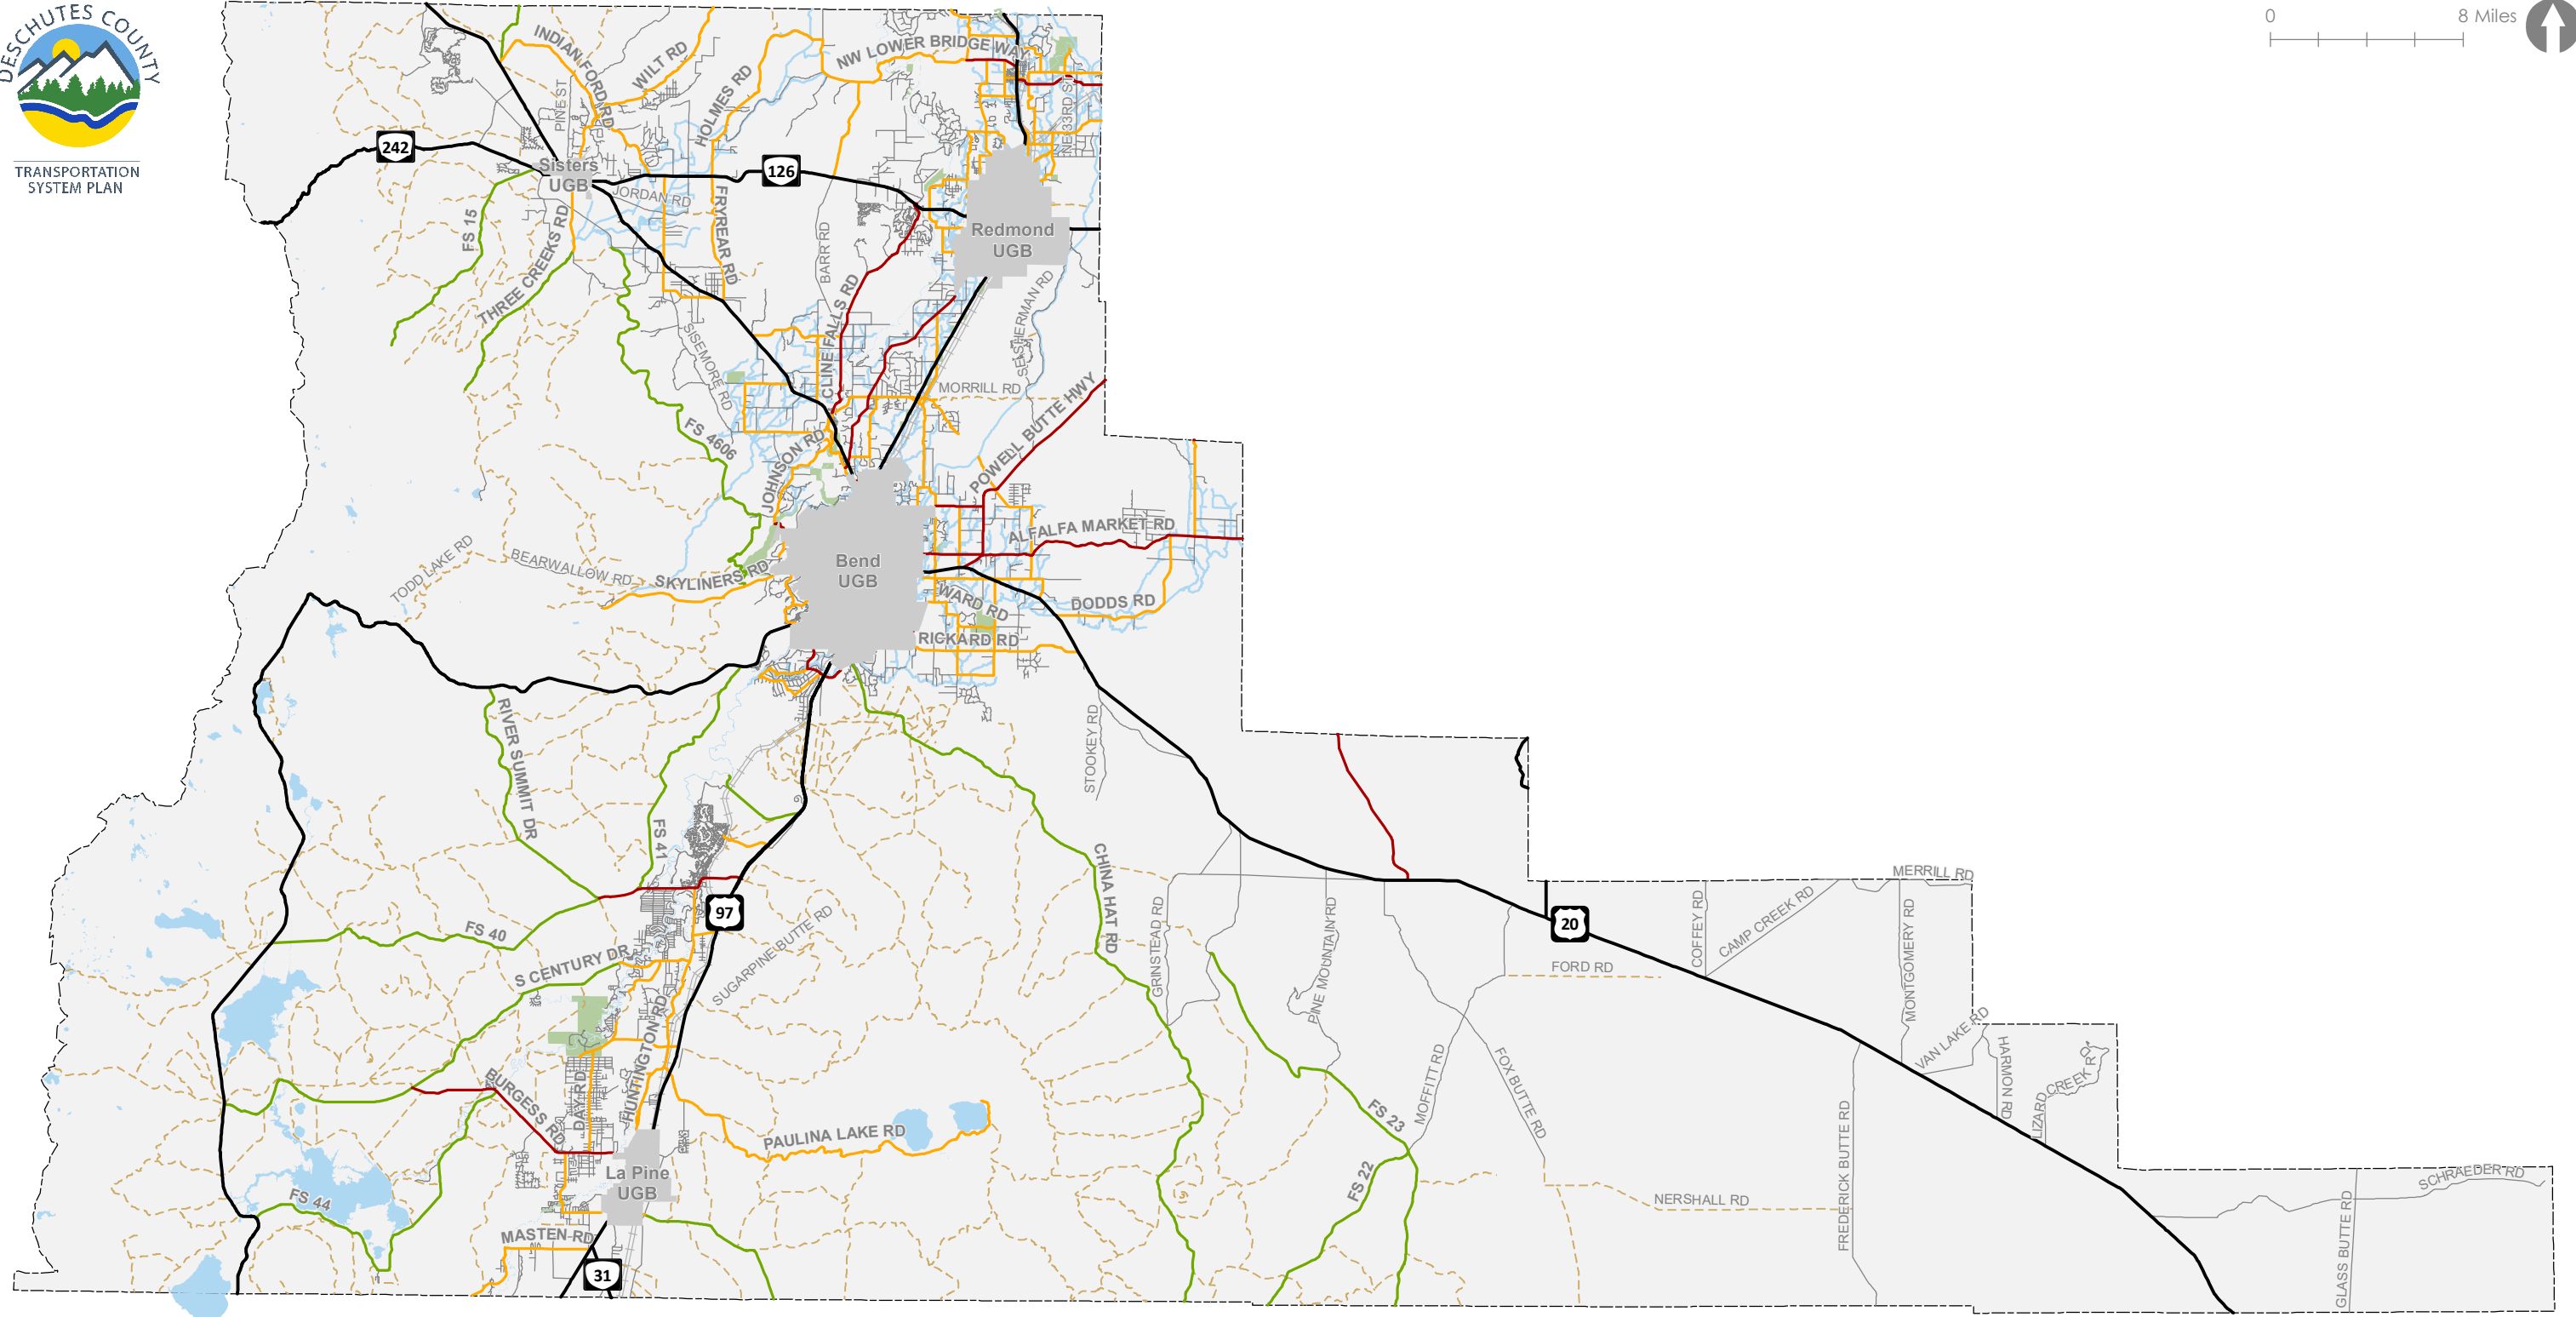 DESCHUTES COUNTY
TRANSPORTATION
SYSTEM PLAN
0 8 Miles
INDIAN FORD RD
WILT RD
NW LOWER BRIDGE WAY
PINE ST
HOLMES RD
NE 33RD ST
242
126
Sisters
UGB
JORDAN RD
FS 15
THREE CREEKS RD
FRYREAR RD
BARR RD
Redmond
UGB
CLINE FALLS RD
SE SHERMAN RD
SISEMORE RD
MORRILL RD
POWELL BUTTE HWY
FS 4606
JOHNSON RD
ALFALFA MARKET RD
TODD LAKE RD
BEARWALLOW RD
SKYLINERS RD
Bend
UGB
WARD RD
DODDS RD
RICKARD RD
RIVER SUMMIT DR
STOOKEY RD
FS 41
CHINA HAT RD
97
20
MERRILL RD
FS 40
S CENTURY DR
SUGARPINE BUTTE RD
GRINSTEAD RD
PINE MOUNTAIN RD
FORD RD
COFFEY RD
CAMP CREEK RD
MONTGOMERY RD
HUNTINGTON RD
VAN LAKE RD
HARMON RD
LIZARD CREEK RD
BURGESS RD
DAY RD
MOFFITT RD
FOX BUTTE RD
FS 23
PAULINA LAKE RD
FREDERICK BUTTE RD
La Pine
UGB
FS 22
FS 44
NERSHALL RD
SCHRAEDER RD
GLASS BUTTE RD
MASTEN RD
31